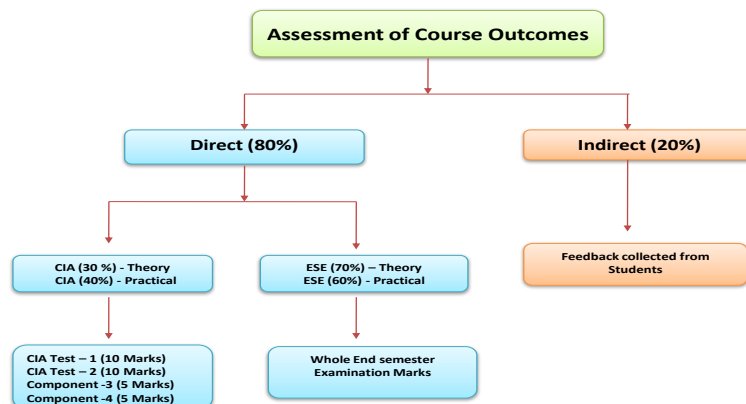 Assessment of Course Outcomes
Direct (80%)
Indirect (20%)
CIA (30 %) - Theory
CIA (40%) - Practical
ESE (70%) – Theory
ESE (60%) - Practical
Feedback collected from
Students
CIA Test – 1 (10 Marks)
CIA Test – 2 (10 Marks)
Component -3 (5 Marks)
Component -4 (5 Marks)
Whole End semester
Examination Marks